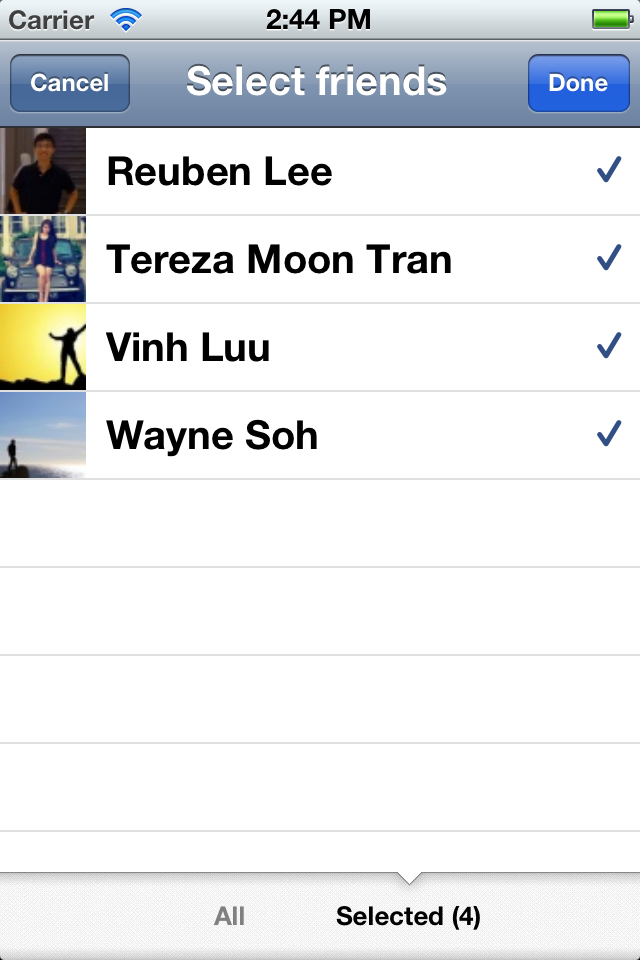 Carrier 2:44 PM
Cancel Select friends Done
Reuben Lee
Tereza Moon Tran
Vinh Luu
Wayne Soh
All Selected (4)